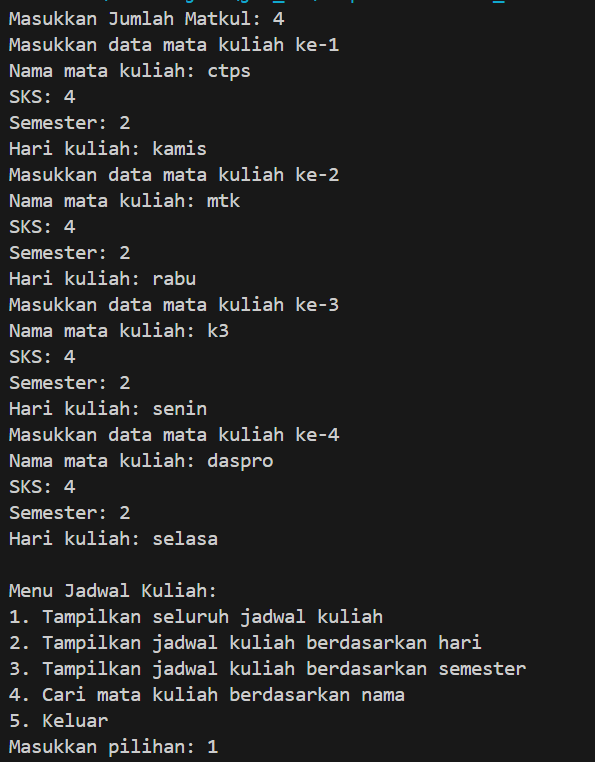 Masukkan Jumlah Matkul: 4
Masukkan data mata kuliah ke-1
Nama mata kuliah: ctps
SKS: 4
Semester: 2
Hari kuliah: kamis
Masukkan data mata kuliah ke-2
Nama mata kuliah: mtk
SKS: 4
Semester: 2
Hari kuliah: rabu
Masukkan data mata kuliah ke-3
Nama mata kuliah: k3
SKS: 4
Semester: 2
Hari kuliah: senin
Masukkan data mata kuliah ke-4
Nama mata kuliah: daspro
SKS: 4
Semester: 2
Hari kuliah: selasa
Menu Jadwal Kuliah:
1. Tampilkan seluruh jadwal kuliah
2. Tampilkan jadwal kuliah berdasarkan hari
3. Tampilkan jadwal kuliah berdasarkan semester
4. Cari mata kuliah berdasarkan nama
5. Keluar
Masukkan pilihan: 1